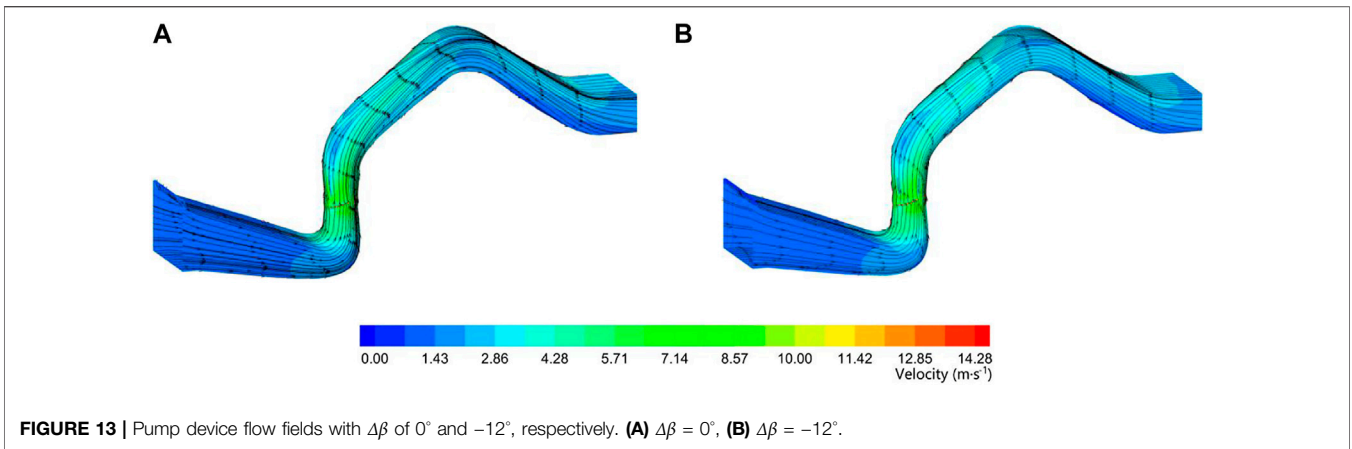 A B
0.00 1.43 2.86 4.28 5.71 7.14 8.57 10.00 11.42 12.85 14.28
Velocity (m·s⁻¹)
FIGURE 13 | Pump device flow fields with Δβ of 0° and −12°, respectively. (A) Δβ = 0°, (B) Δβ = −12°.